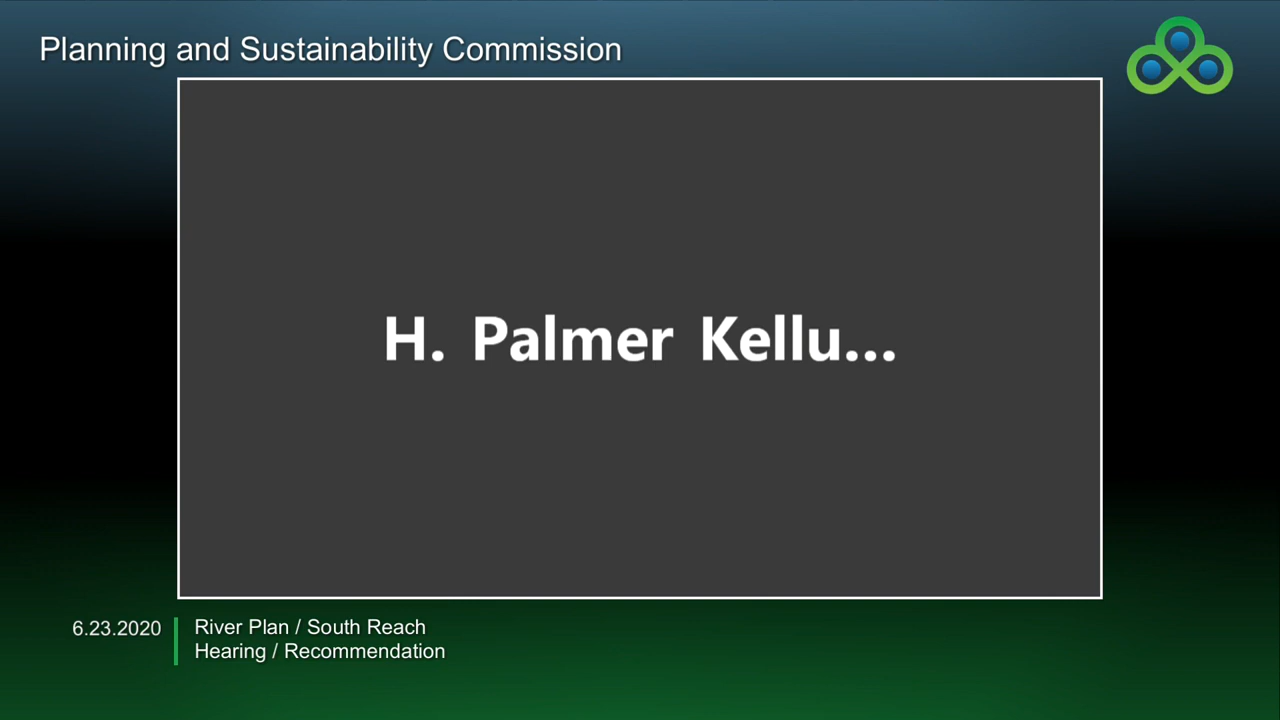 Planning and Sustainability Commission
H. Palmer Kellu...
6.23.2020
River Plan / South Reach
Hearing / Recommendation